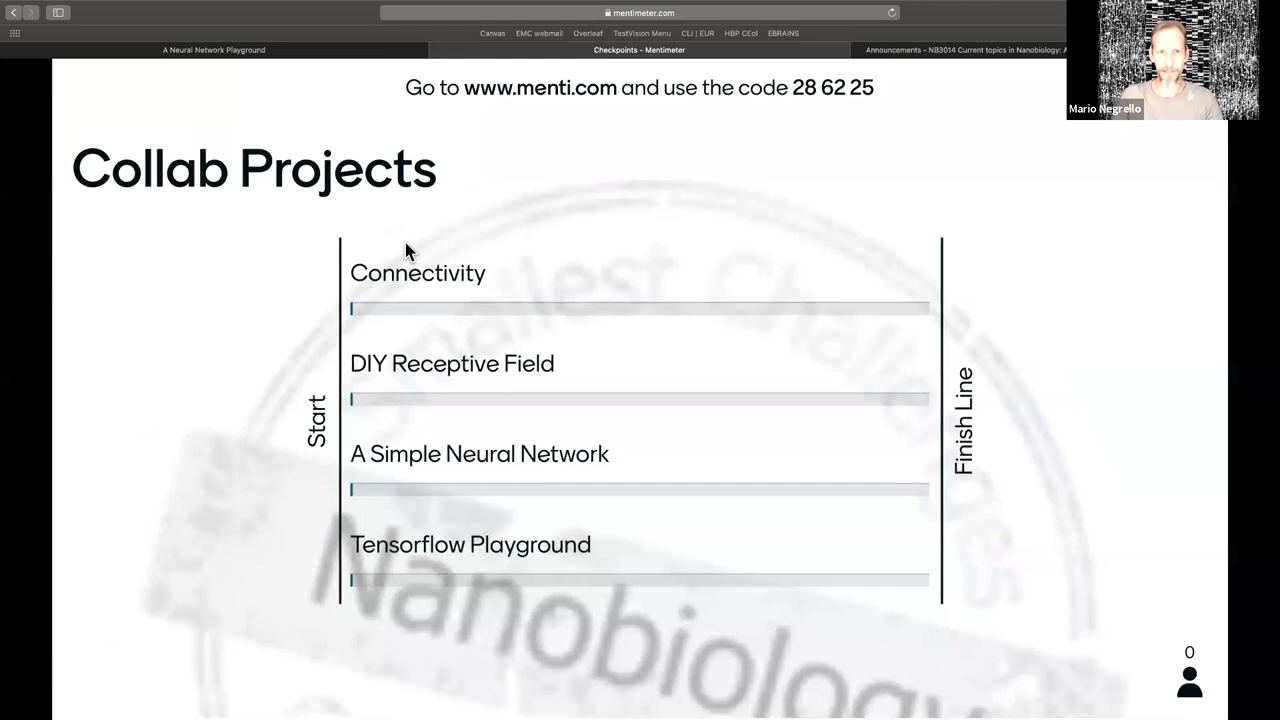 mentimeter.com
Canvas EMC webmail Overleaf TestVision Menu CLI | EUR HBP CEoI EBRAINS
A Neural Network Playground
Checkpoints - Mentimeter
Announcements - NB3014 Current topics in Nanobiology: A
Go to www.menti.com and use the code 28 62 25
Mario Negrello
Collab Projects
Connectivity
DIY Receptive Field
A Simple Neural Network
Tensorflow Playground
Start
Finish Line
Smallest Challenges
Nanobiology
0